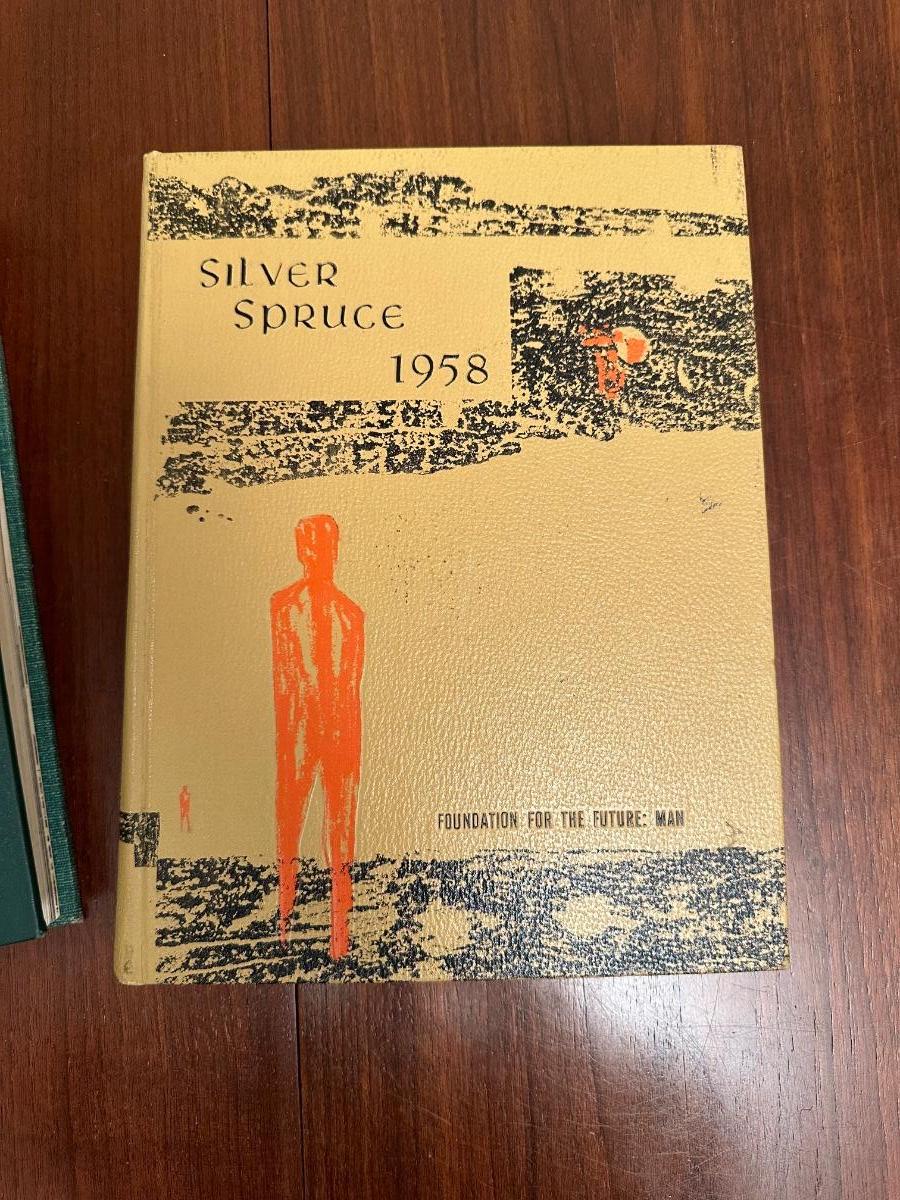 SILVER
SPRUCE
1958
FOUNDATION FOR THE FUTURE: MAN